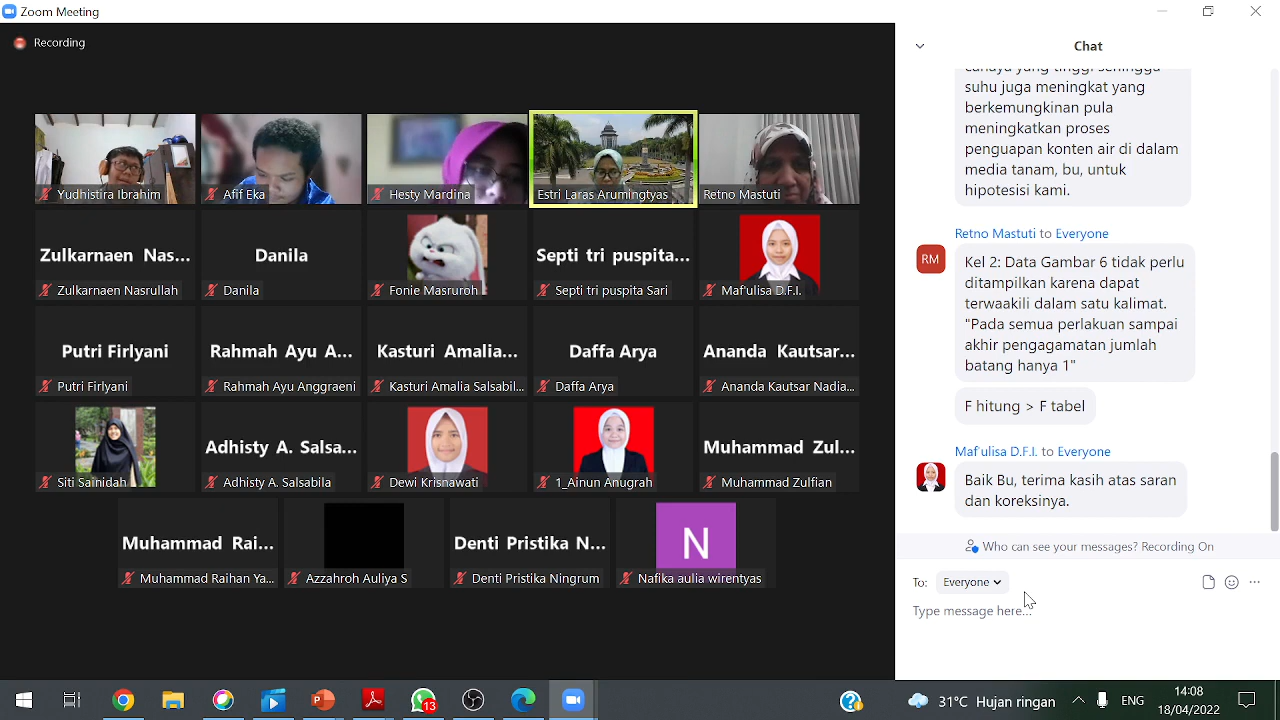 Zoom Meeting
Recording
Yudhistira Ibrahim
Afif Eka
Hesty Mardina
Estri Laras Arumingtyas
Retno Mastuti
Zulkarnaen Nas...
Zulkarnaen Nasrullah
Danila
Danila
Fonie Masruroh
Septi tri puspita...
Septi tri puspita Sari
Maf'ulisa D.F.I.
Putri Firlyani
Putri Firlyani
Rahmah Ayu A...
Rahmah Ayu Anggraeni
Kasturi Amalia...
Kasturi Amalia Salsabil...
Daffa Arya
Daffa Arya
Ananda Kautsar...
Ananda Kautsar Nadia...
Siti Sainidah
Adhisty A. Salsa...
Adhisty A. Salsabila
Dewi Krisnawati
1_Ainun Anugrah
Muhammad Zul...
Muhammad Zulfian
Muhammad Rai...
Muhammad Raihan Ya...
Azzahroh Auliya S
Denti Pristika N...
Denti Pristika Ningrum
N
Nafika aulia wirentyas
Chat
cahaya yang tinggi sehingga
suhu juga meningkat yang
berkemungkinan pula
meningkatkan proses
penguapan konten air di dalam
media tanam, bu, untuk
hipotesisi kami.
Retno Mastuti to Everyone
RM
Kel 2: Data Gambar 6 tidak perlu
ditampilkan karena dapat
terwaakili dalam satu kalimat.
"Pada semua perlakuan sampai
akhir pengagamatan jumlah
batang hanya 1"
F hitung > F tabel
Maf'ulisa D.F.I. to Everyone
Baik Bu, terima kasih atas saran
dan koreksinya.
Who can see your messages? Recording On
To: Everyone
Type message here...
13
31°C Hujan ringan
ENG
14:08
18/04/2022